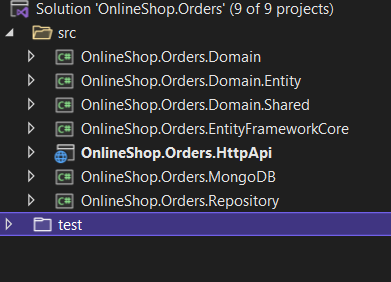 Solution 'OnlineShop.Orders' (9 of 9 projects)
src
C# OnlineShop.Orders.Domain
C# OnlineShop.Orders.Domain.Entity
C# OnlineShop.Orders.Domain.Shared
C# OnlineShop.Orders.EntityFrameworkCore
OnlineShop.Orders.HttpApi
C# OnlineShop.Orders.MongoDB
C# OnlineShop.Orders.Repository
test